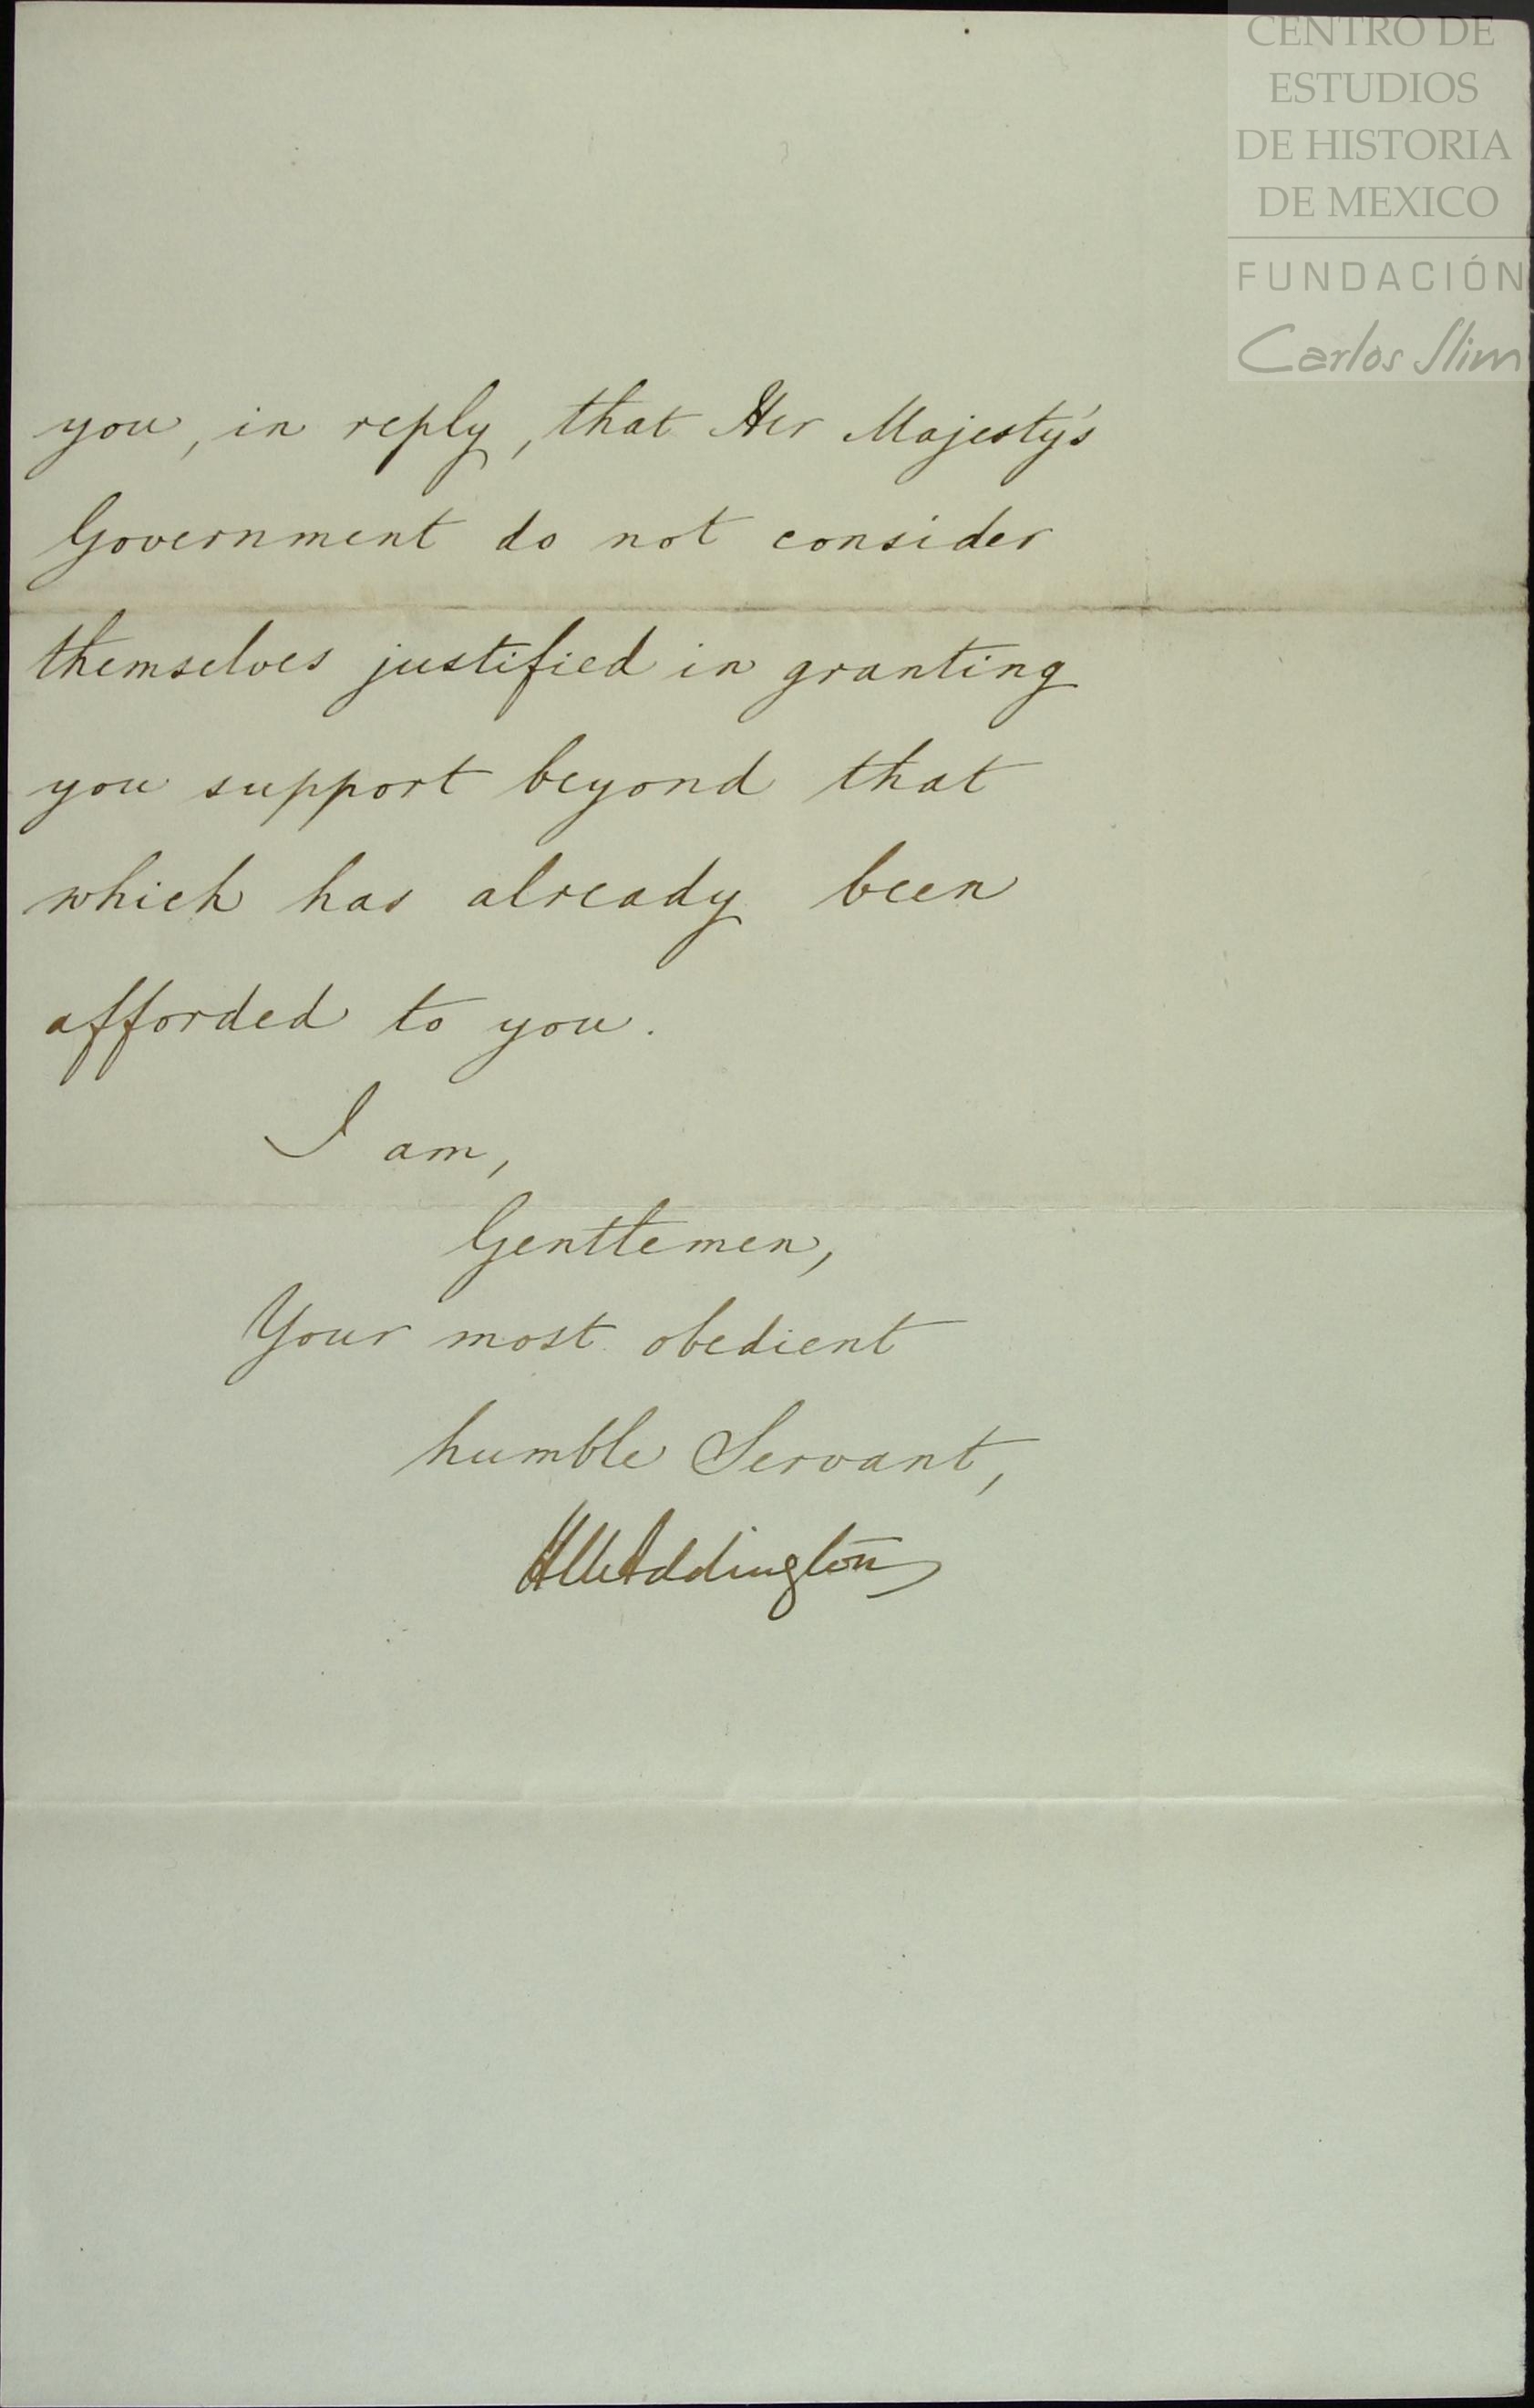 CENTRO DE
ESTUDIOS
DE HISTORIA
DE MEXICO
FUNDACIÓN
Carlos Slim
you, in reply, that Her Majesty's
Government do not consider
themselves justified in granting
you support beyond that
which has already been
afforded to you.
I am,
Gentlemen,
Your most obedient
humble Servant,
HUAddington